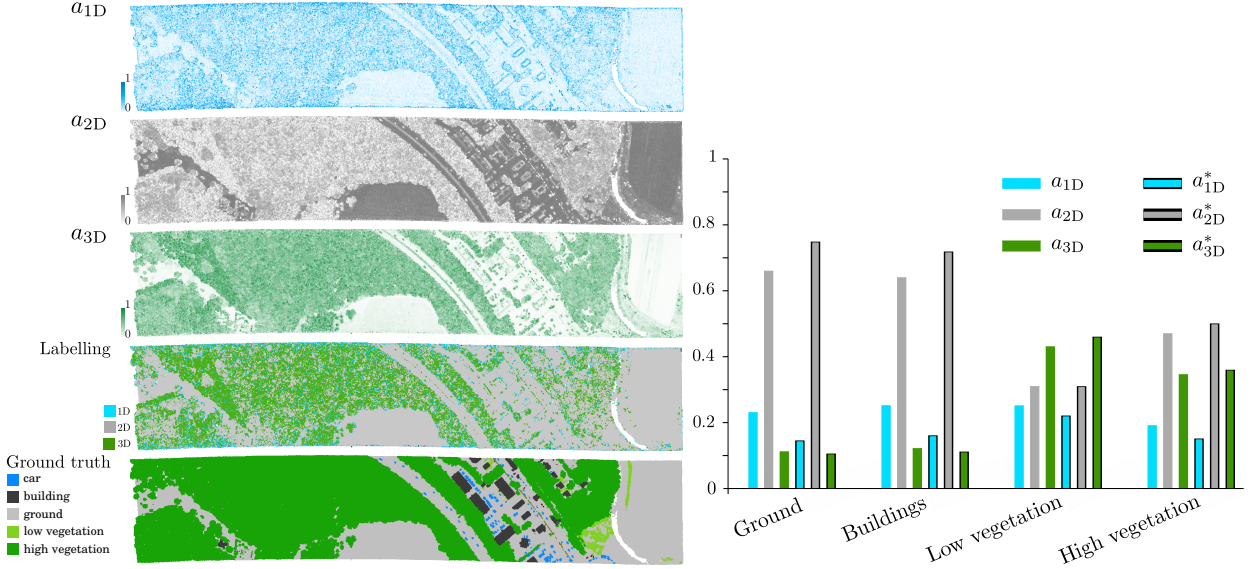 a1D
1
0
a2D
1
0
a3D
1
0
Labelling
1D
2D
3D
Ground truth
car
building
ground
low vegetation
high vegetation
1
0.8
0.6
0.4
0.2
0
a1D a*1D
a2D a*2D
a3D a*3D
Ground Buildings Low vegetation High vegetation